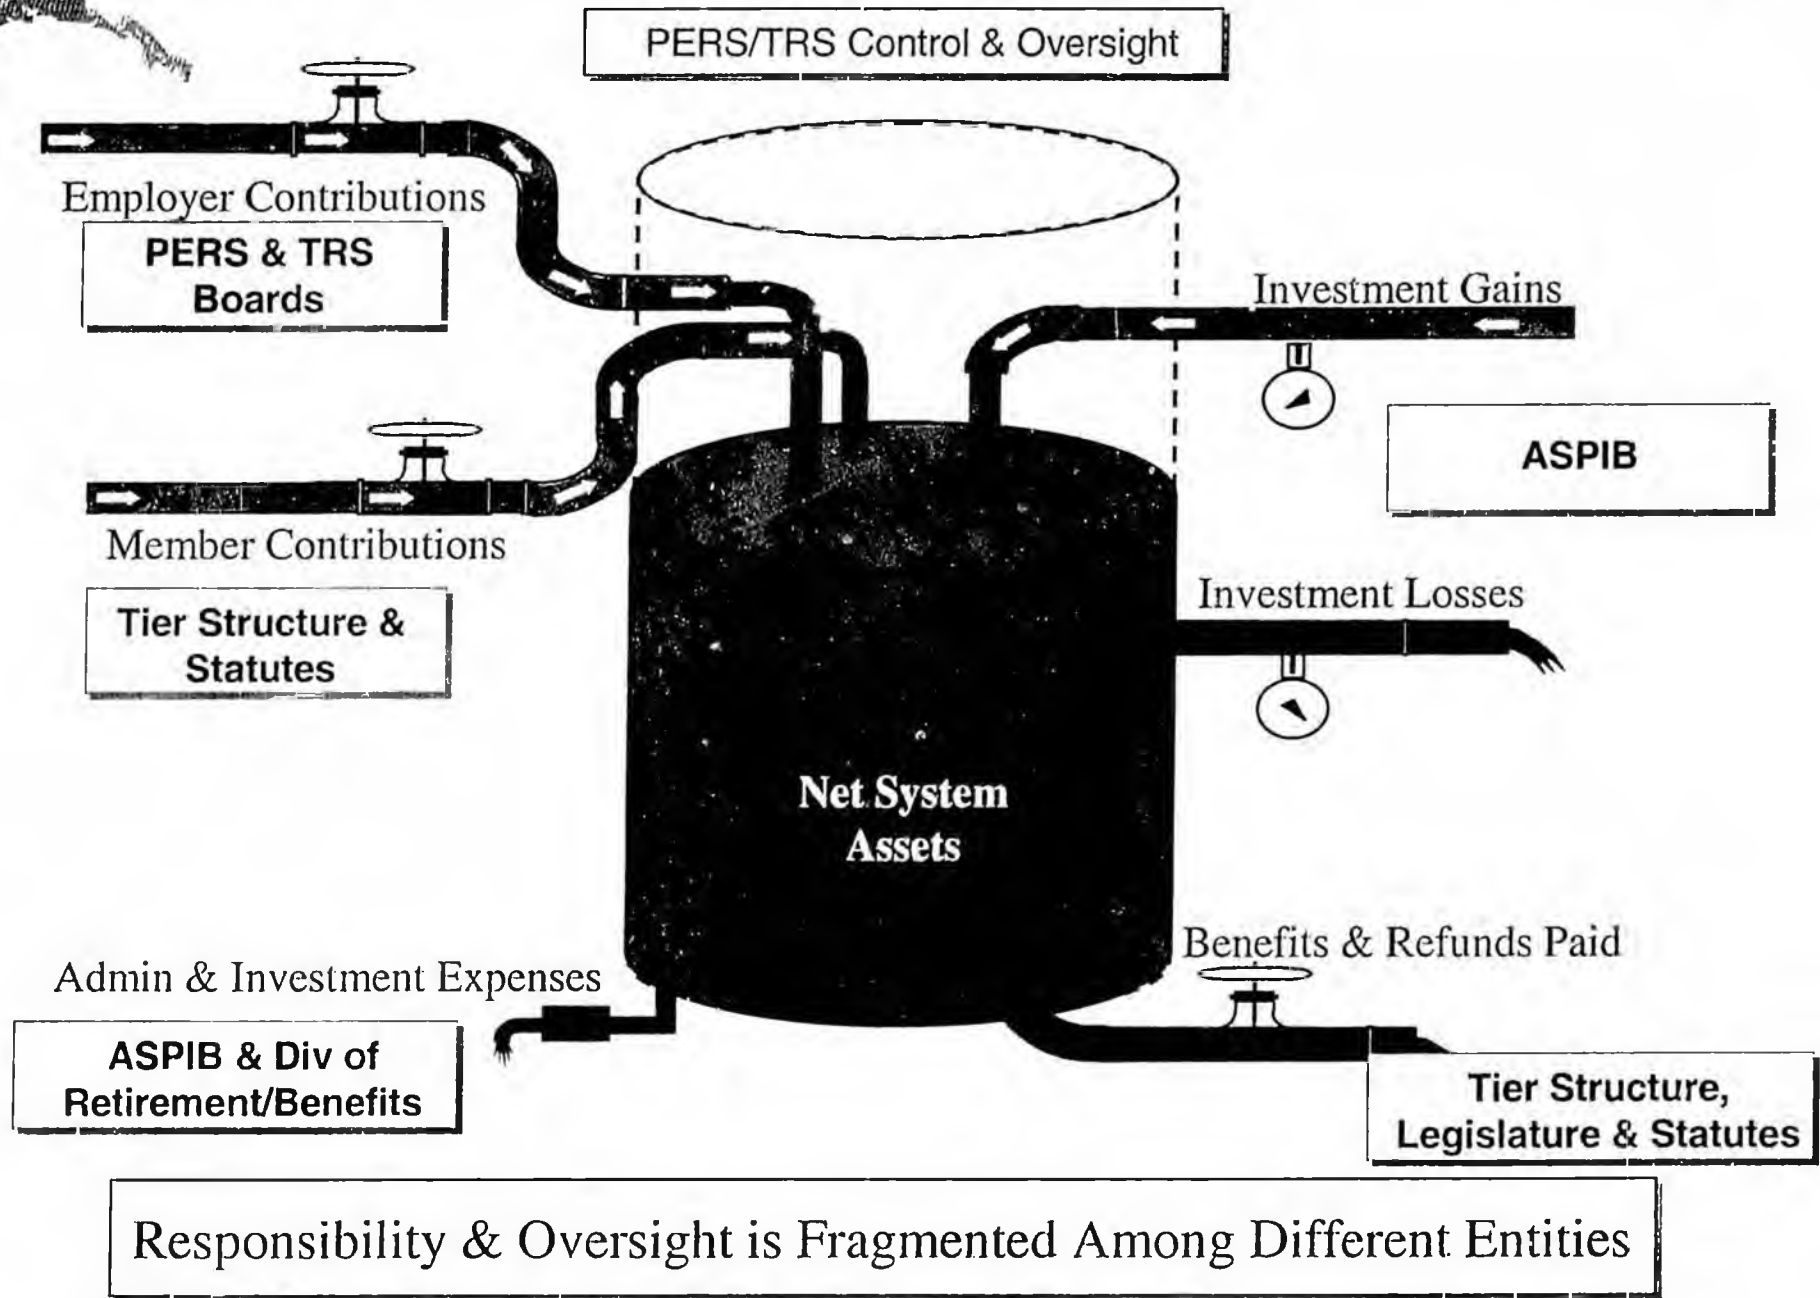 PERS/TRS Control & Oversight
Employer Contributions
PERS & TRS
Boards
Investment Gains
ASPIB
Member Contributions
Tier Structure &
Statutes
Investment Losses
Net System
Assets
Benefits & Refunds Paid
Admin & Investment Expenses
ASPIB & Div of
Retirement/Benefits
Tier Structure,
Legislature & Statutes
Responsibility & Oversight is Fragmented Among Different Entities